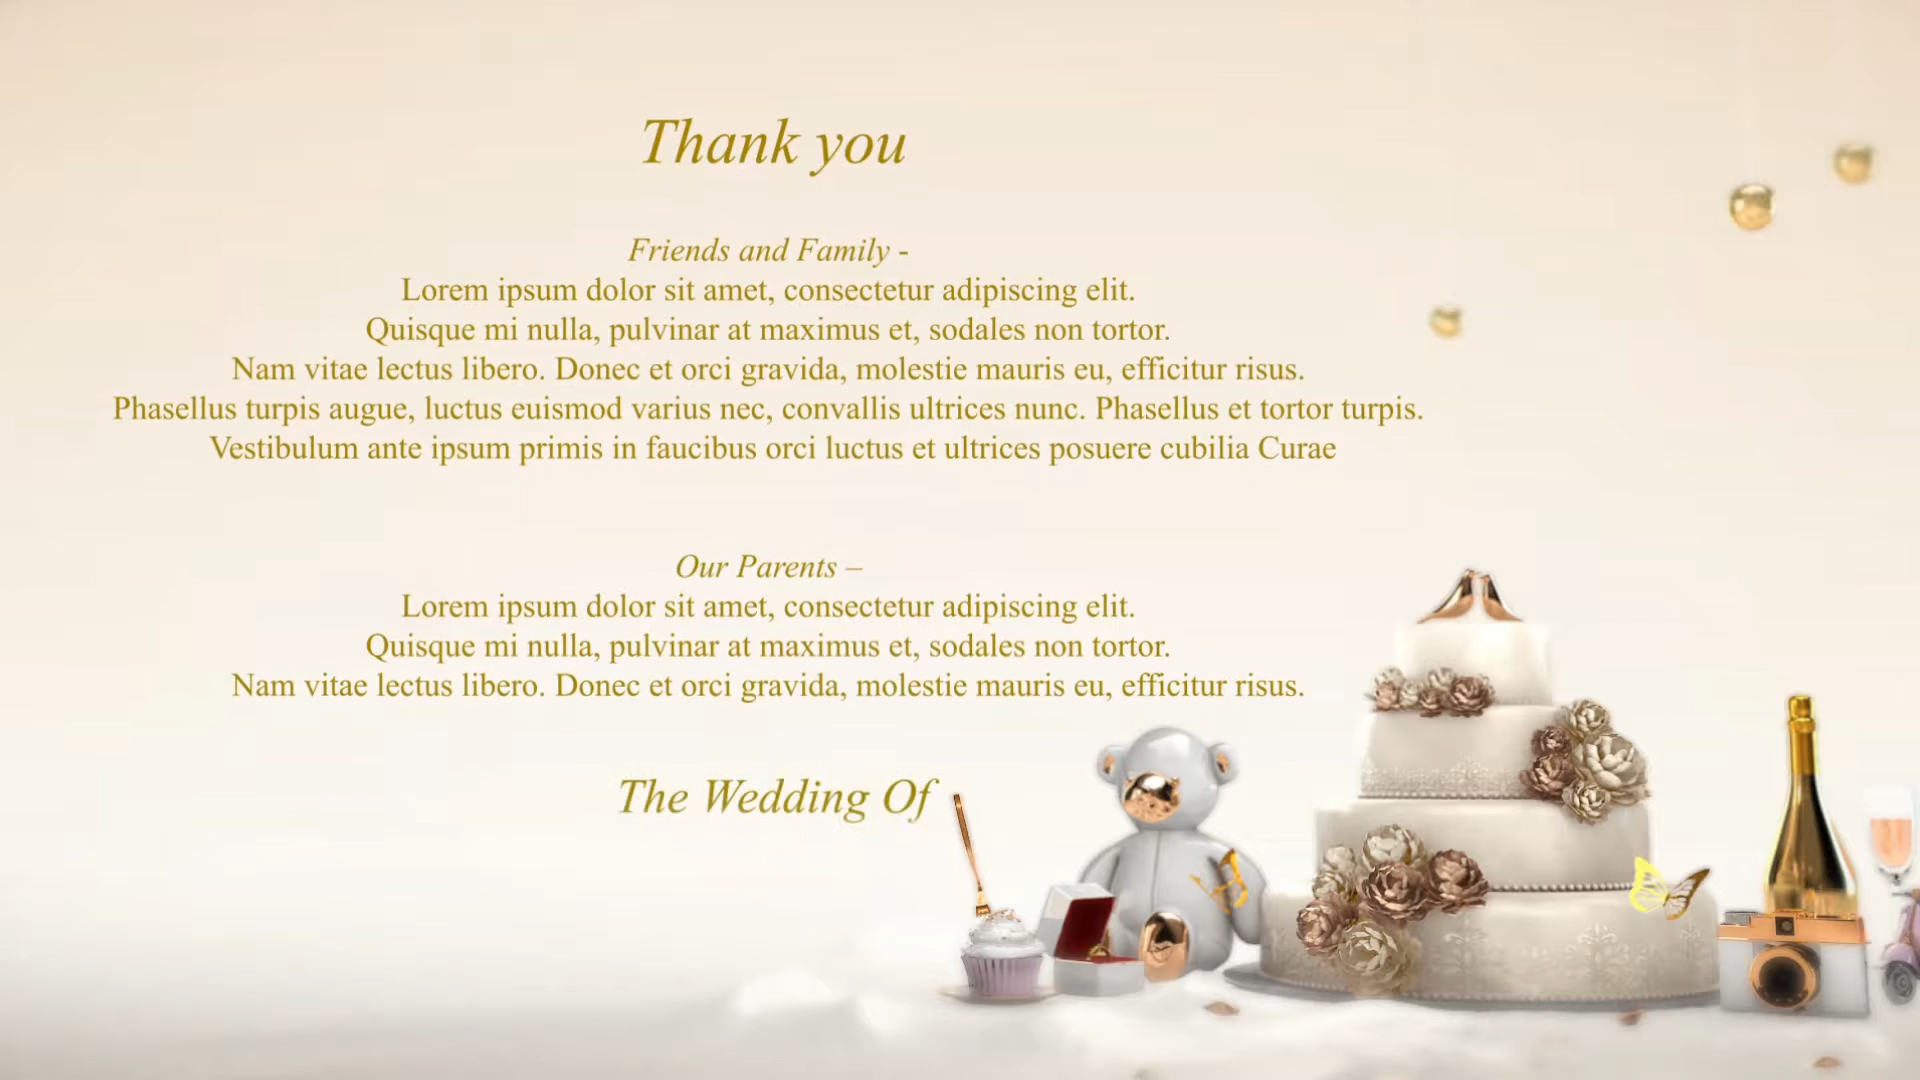 Thank you
Friends and Family -
Lorem ipsum dolor sit amet, consectetur adipiscing elit.
Quisque mi nulla, pulvinar at maximus et, sodales non tortor.
Nam vitae lectus libero. Donec et orci gravida, molestie mauris eu, efficitur risus.
Phasellus turpis augue, luctus euismod varius nec, convallis ultrices nunc. Phasellus et tortor turpis.
Vestibulum ante ipsum primis in faucibus orci luctus et ultrices posuere cubilia Curae
Our Parents –
Lorem ipsum dolor sit amet, consectetur adipiscing elit.
Quisque mi nulla, pulvinar at maximus et, sodales non tortor.
Nam vitae lectus libero. Donec et orci gravida, molestie mauris eu, efficitur risus.
The Wedding Of